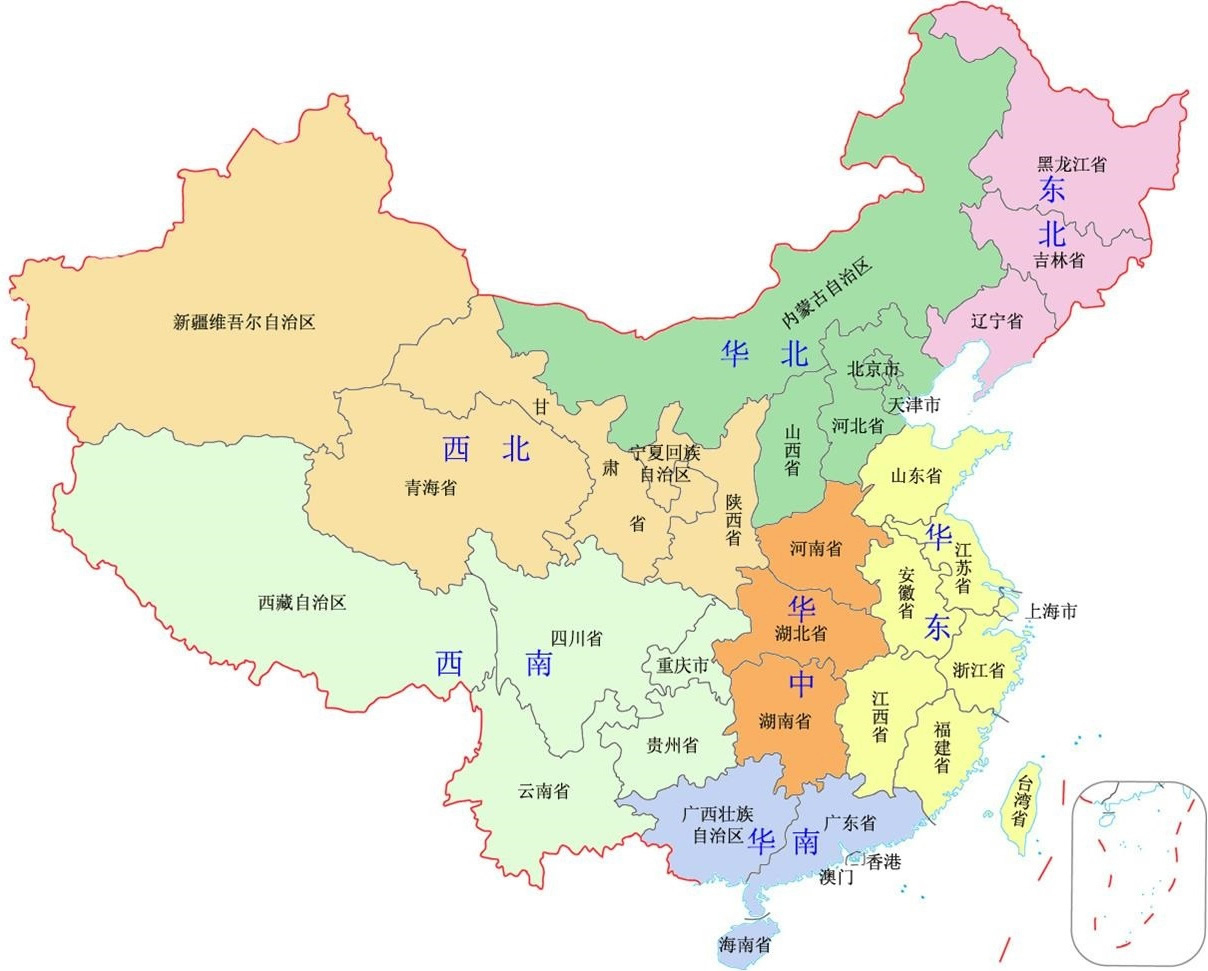 黑龙江省
东
北
吉林省
辽宁省
内蒙古自治区
华 北
北京市
天津市
河北省
山西省
新疆维吾尔自治区
甘
肃
省
西 北
青海省
宁夏回族
自治区
陕西省
山东省
华
东
江苏省
安徽省
上海市
浙江省
江西省
福建省
台湾省
河南省
华
湖北省
中
湖南省
西藏自治区
西 南
四川省
重庆市
贵州省
云南省
广西壮族
自治区
华 南
广东省
香港
澳门
海南省